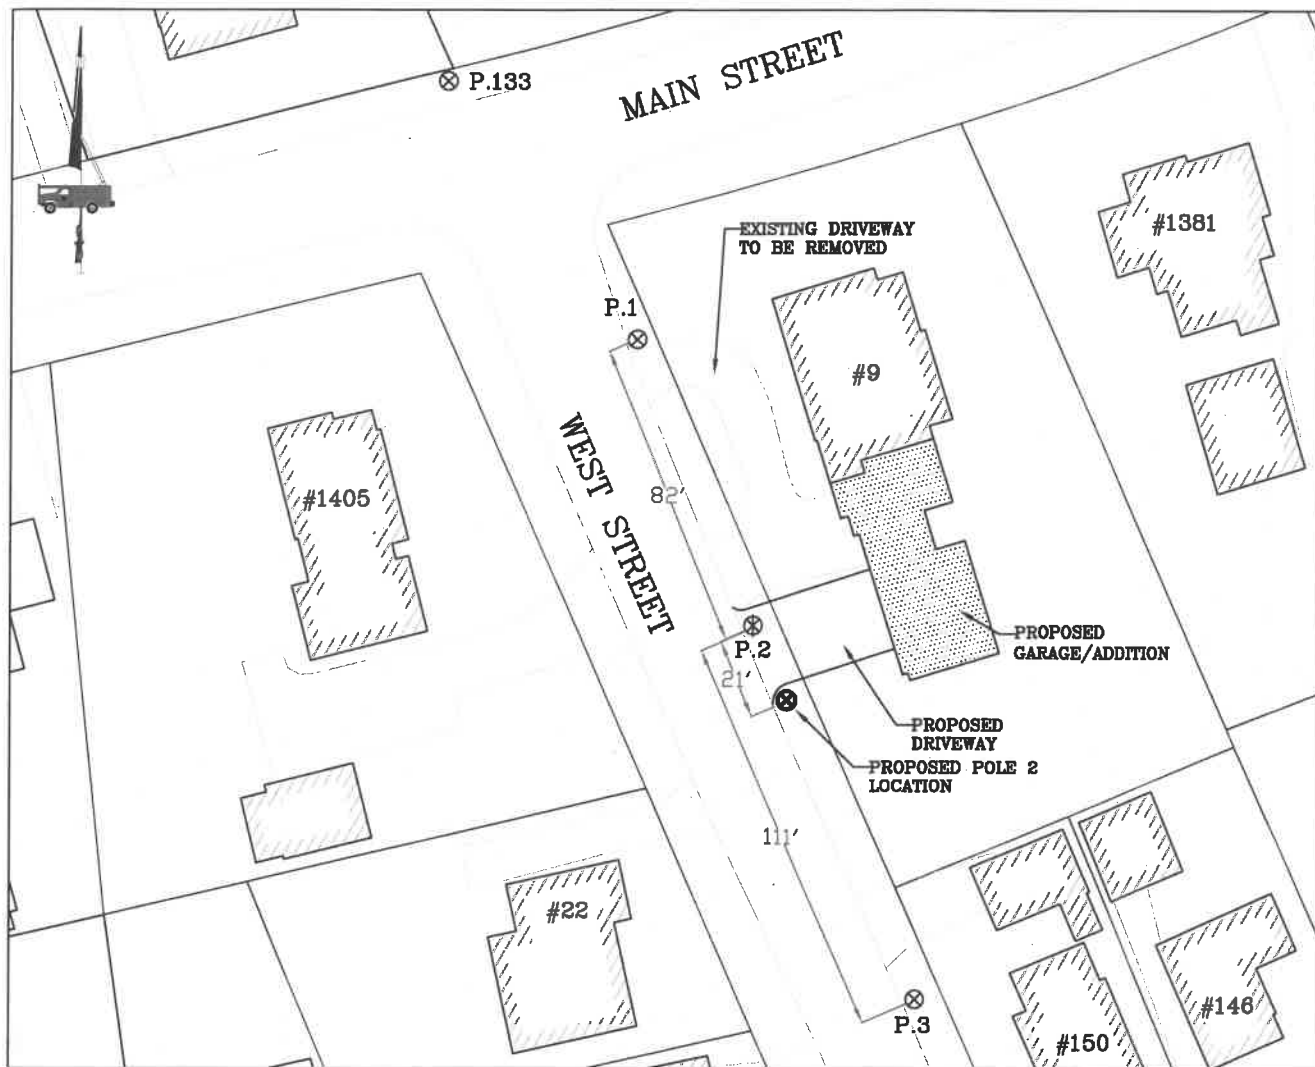 MAIN STREET
P.133
#1381
EXISTING DRIVEWAY
TO BE REMOVED
P.1
#9
WEST STREET
82'
#1405
P.2
PROPOSED
GARAGE/ADDITION
21'
PROPOSED
DRIVEWAY
PROPOSED POLE 2
LOCATION
111'
#22
P.3
#146
#150